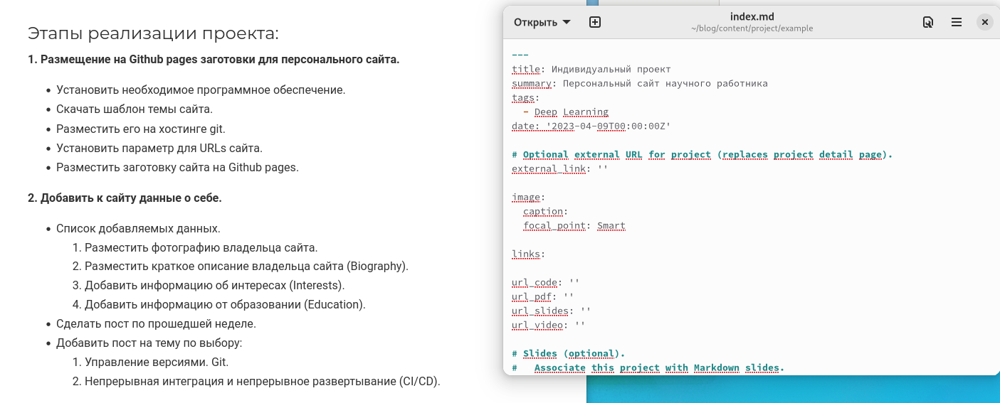 Этапы реализации проекта:
1. Размещение на Github pages заготовки для персонального сайта.
• Установить необходимое программное обеспечение.
• Скачать шаблон темы сайта.
• Разместить его на хостинге git.
• Установить параметр для URLs сайта.
• Разместить заготовку сайта на Github pages.
2. Добавить к сайту данные о себе.
• Список добавляемых данных.
1. Разместить фотографию владельца сайта.
2. Разместить краткое описание владельца сайта (Biography).
3. Добавить информацию об интересах (Interests).
4. Добавить информацию от образовании (Education).
• Сделать пост по прошедшей неделе.
• Добавить пост на тему по выбору:
1. Управление версиями. Git.
2. Непрерывная интеграция и непрерывное развертывание (CI/CD).
Открыть
index.md
~/blog/content/project/example
---
title: Индивидуальный проект
summary: Персональный сайт научного работника
tags:
  - Deep Learning
date: '2023-04-09T00:00:00Z'
# Optional external URL for project (replaces project detail page).
external_link: ''
image:
  caption:
  focal_point: Smart
links:
url_code: ''
url_pdf: ''
url_slides: ''
url_video: ''
# Slides (optional).
#   Associate this project with Markdown slides.